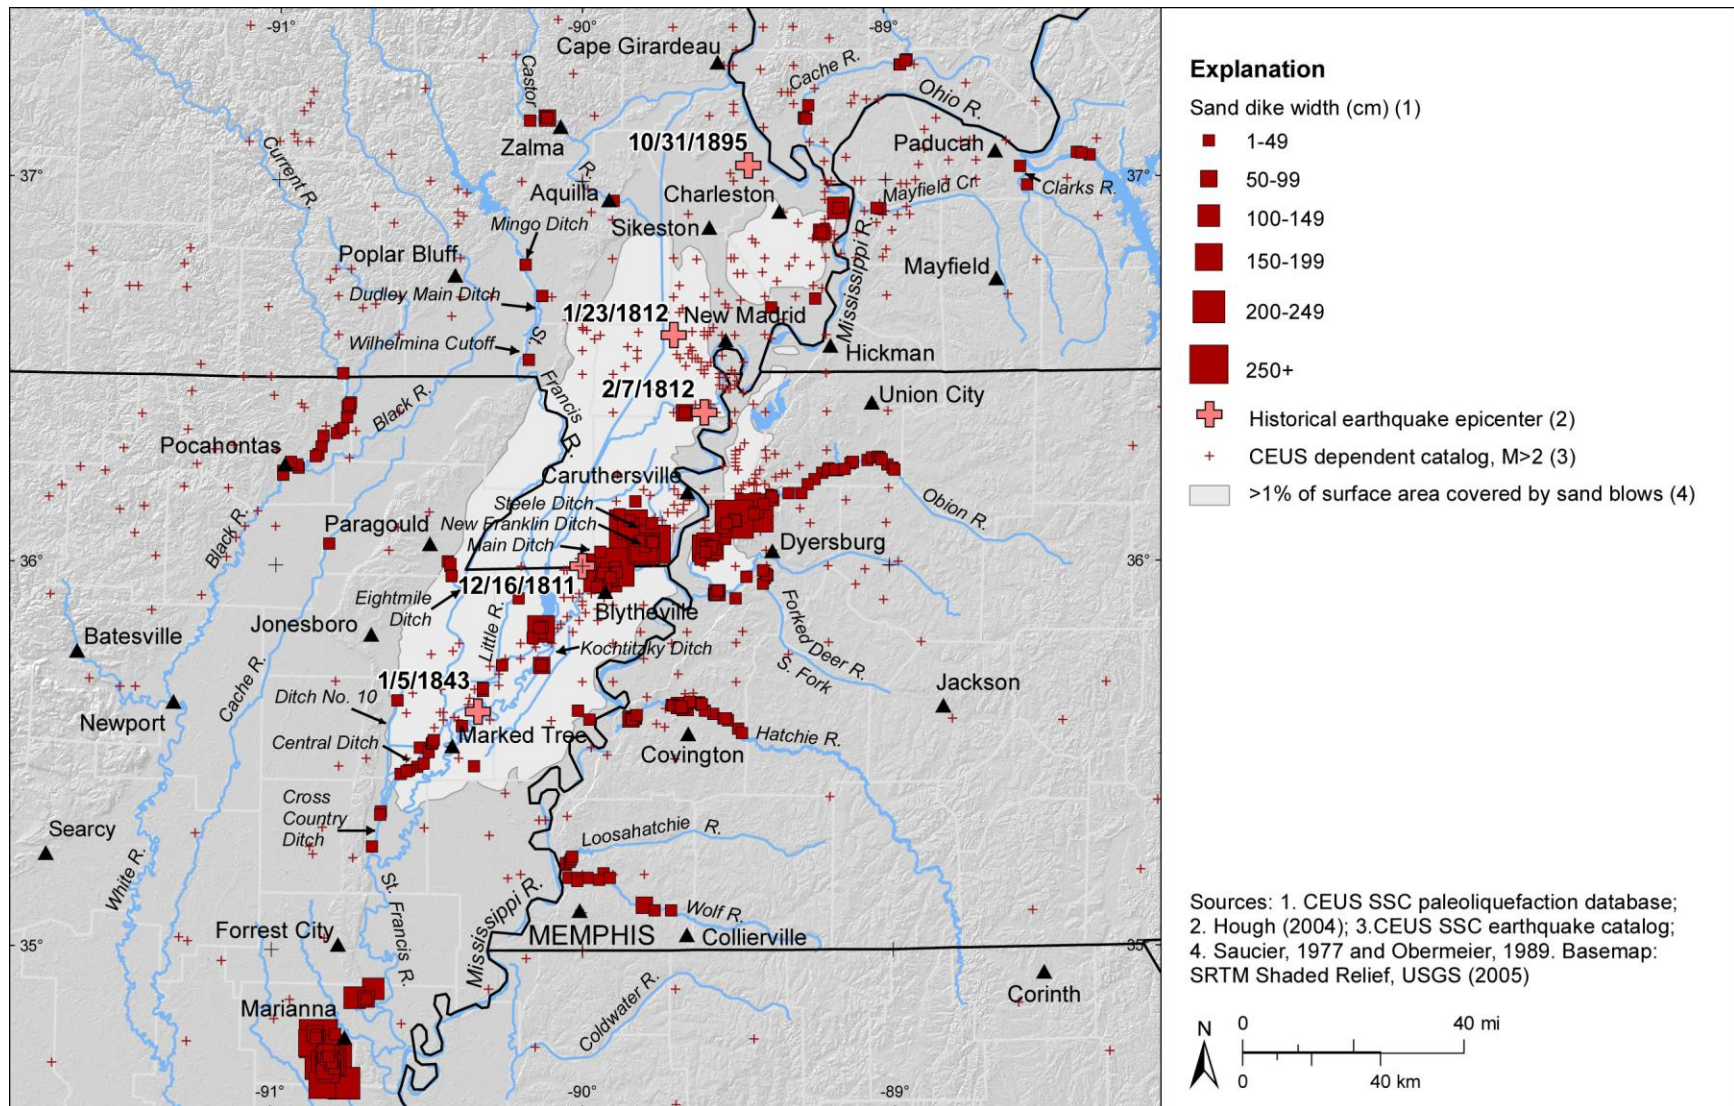 -91°
-90°
-89°
Cape Girardeau
Castor
R.
Cache R.
Ohio R.
Zalma
10/31/1895
Paducah
Current R.
37°
37°
Aquilla
Charleston
Mayfield Cr.
Clarks R.
Mingo Ditch
Sikeston
Poplar Bluff
Mississippi R.
Mayfield
Dudley Main Ditch
1/23/1812
New Madrid
St.
Francis
R.
Wilhelmina Cutoff
Hickman
2/7/1812
Union City
Black R.
Pocahontas
Caruthersville
Steele Ditch
Obion R.
New Franklin Ditch
Black R.
Paragould
Main Ditch
Dyersburg
36°
36°
12/16/1811
Eightmile
Ditch
Blytheville
Little R.
Forked Deer R.
S. Fork
Batesville
Jonesboro
Kochtitzky Ditch
1/5/1843
Cache R.
Ditch No. 10
Jackson
Newport
Central Ditch
Marked Tree
Covington
Hatchie R.
Cross
Country
Ditch
Searcy
Loosahatchie R.
White R.
St. Francis R.
Mississippi R.
Wolf R.
Forrest City
MEMPHIS
Collierville
35°
35°
Corinth
Marianna
Coldwater R.
-91°
-90°
-89°
Explanation
Sand dike width (cm) (1)
1-49
50-99
100-149
150-199
200-249
250+
Historical earthquake epicenter (2)
CEUS dependent catalog, M>2 (3)
>1% of surface area covered by sand blows (4)
Sources: 1. CEUS SSC paleoliquefaction database;
2. Hough (2004); 3.CEUS SSC earthquake catalog;
4. Saucier, 1977 and Obermeier, 1989. Basemap:
SRTM Shaded Relief, USGS (2005)
N
0 40 mi
0 40 km